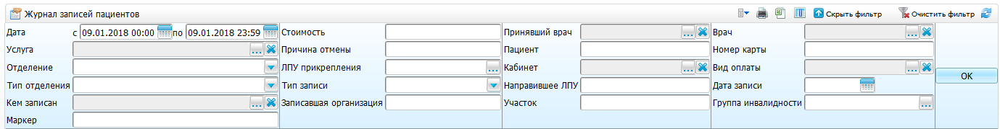 Журнал записей пациентов Скрыть фильтр Очистить фильтр
Дата с 09.01.2018 00:00 по 09.01.2018 23:59 Стоимость Принявший врач ... Врач ...
Услуга ... Причина отмены Пациент Номер карты
Отделение ЛПУ прикрепления ... Кабинет ... Вид оплаты ...
OK
Тип отделения Тип записи Направившее ЛПУ Дата записи
Кем записан ... Записавшая организация Участок Группа инвалидности ...
Маркер